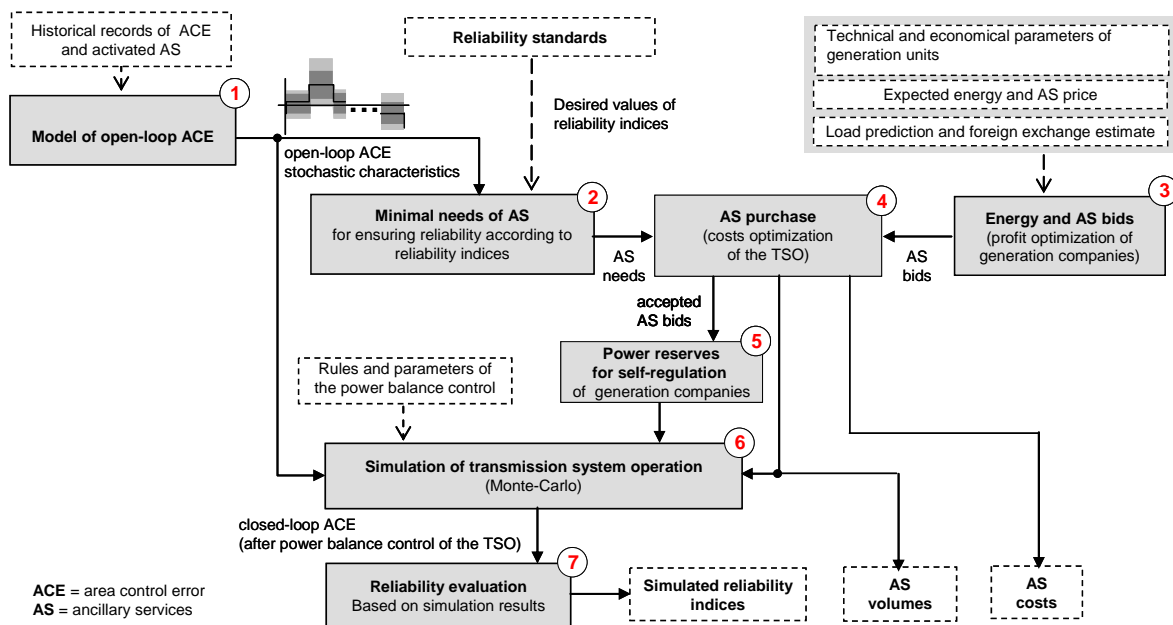 Historical records of ACE
and activated AS
Reliability standards
Technical and economical parameters of
generation units
Expected energy and AS price
Load prediction and foreign exchange estimate
1
Model of open-loop ACE
Desired values of
reliability indices
open-loop ACE
stochastic characteristics
2
Minimal needs of AS
for ensuring reliability according to
reliability indices
AS
needs
4
AS purchase
(costs optimization
of the TSO)
AS
bids
3
Energy and AS bids
(profit optimization of
generation companies)
accepted
AS bids
5
Power reserves
for self-regulation
of generation companies
Rules and parameters of
the power balance control
6
Simulation of transmission system operation
(Monte-Carlo)
closed-loop ACE
(after power balance control of the TSO)
7
Reliability evaluation
Based on simulation results
Simulated reliability
indices
AS
volumes
AS
costs
ACE = area control error
AS = ancillary services